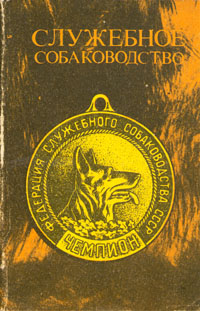 СЛУЖЕБНОЕ
СОБАКОВОДСТВО
ФЕДЕРАЦИЯ СЛУЖЕБНОГО СОБАКОВОДСТВА СССР
ЧЕМПИОН